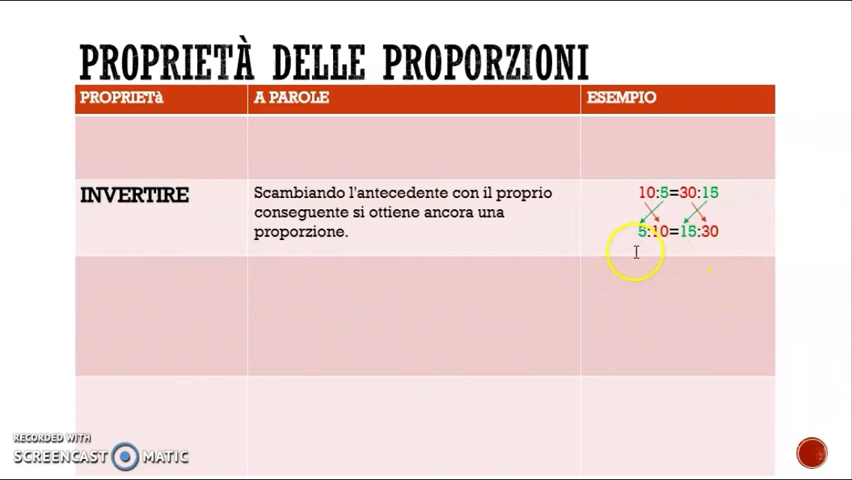 PROPRIETÀ DELLE PROPORZIONI
PROPRIETà A PAROLE ESEMPIO
INVERTIRE
Scambiando l'antecedente con il proprio
conseguente si ottiene ancora una
proporzione.
10:5=30:15
5:10=15:30
RECORDED WITH
SCREENCAST MATIC